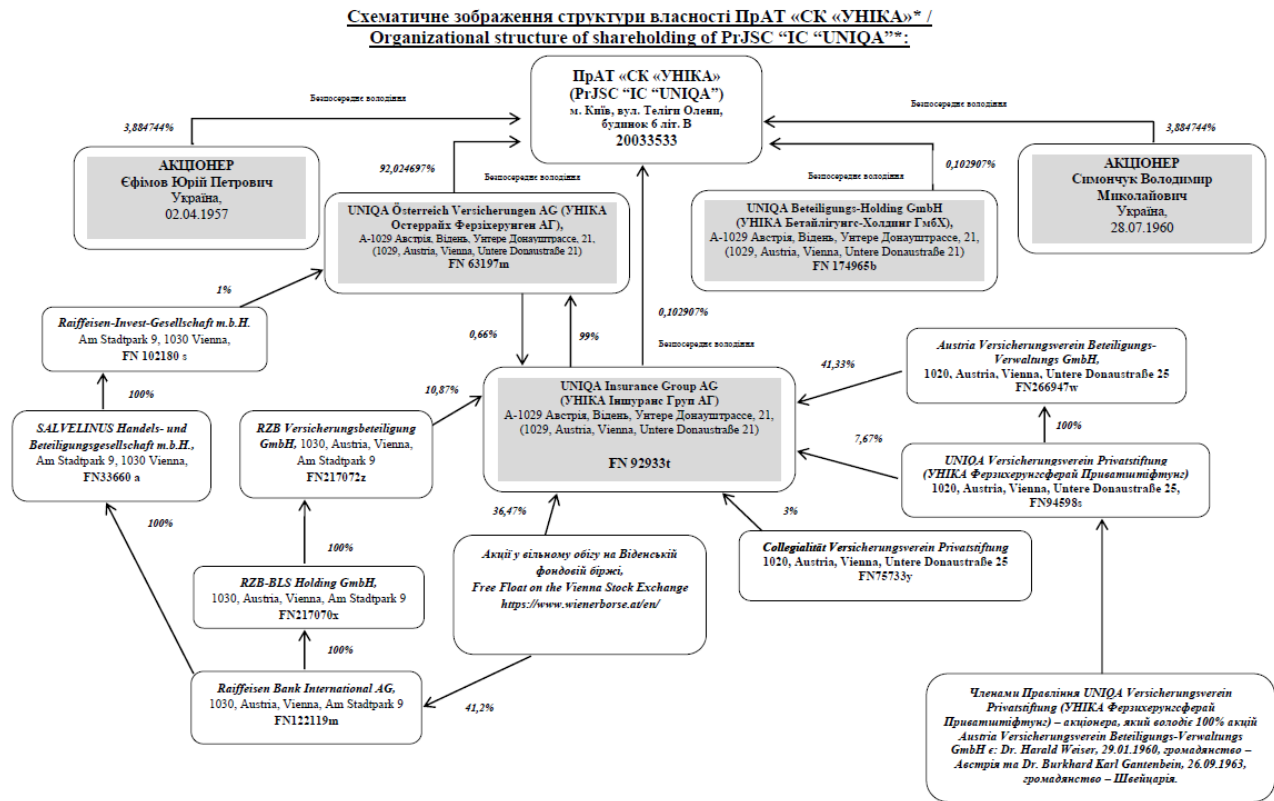 Схематичне зображення структури власності ПрАТ «СК «УНІКА»* /
Organizational structure of shareholding of PrJSC “IC “UNIQA”*:
ПрАТ «СК «УНІКА»
(PrJSC “IC “UNIQA”)
м. Київ, вул. Теліги Олени,
будинок 6 літ. В
20033533
Безпосереднє володіння
Безпосереднє володіння
3,884744%
3,884744%
АКЦІОНЕР
Єфімов Юрій Петрович
Україна,
02.04.1957
92,024697%
Безпосереднє володіння
0,102907%
Безпосереднє володіння
АКЦІОНЕР
Симончук Володимир
Миколайович
Україна,
28.07.1960
UNIQA Österreich Versicherungen AG (УНІКА
Остеррайх Ферзіхерунген АГ),
А-1029 Австрія, Відень, Унтере Донауштрассе, 21,
(1029, Austria, Vienna, Untere Donaustraße 21)
FN 63197m
UNIQA Beteiligungs-Holding GmbH
(УНІКА Бетайлігунгс-Холдинг ГмбХ),
А-1029 Австрія, Відень, Унтере Донауштрассе, 21,
(1029, Austria, Vienna, Untere Donaustraße 21)
FN 174965b
1%
Raiffeisen-Invest-Gesellschaft m.b.H.
Am Stadtpark 9, 1030 Vienna,
FN 102180 s
0,66%
99%
0,102907%
Безпосереднє володіння
Austria Versicherungsverein Beteiligungs-
Verwaltungs GmbH,
1020, Austria, Vienna, Untere Donaustraße 25
FN266947w
41,33%
100%
10,87%
UNIQA Insurance Group AG
(УНІКА Іншуранс Груп АГ)
А-1029 Австрія, Відень, Унтере Донауштрассе, 21,
(1029, Austria, Vienna, Untere Donaustraße 21)
FN 92933t
SALVELINUS Handels- und
Beteiligungsgesellschaft m.b.H.,
Am Stadtpark 9, 1030 Vienna,
FN33660 a
RZB Versicherungsbeteiligung
GmbH, 1030, Austria, Vienna,
Am Stadtpark 9
FN217072z
100%
7,67%
UNIQA Versicherungsverein Privatstiftung
(УНІКА Ферзихерунгсферай Приватштіфтунг)
1020, Austria, Vienna, Untere Donaustraße 25,
FN94598s
100%
36,47%
3%
100%
Акції у вільному обігу на Віденській
фондовій біржі,
Free Float on the Vienna Stock Exchange
https://www.wienerborse.at/en/
Collegialität Versicherungsverein Privatstiftung
1020, Austria, Vienna, Untere Donaustraße 25
FN75733y
RZB-BLS Holding GmbH,
1030, Austria, Vienna, Am Stadtpark 9
FN217070x
100%
Raiffeisen Bank International AG,
1030, Austria, Vienna, Am Stadtpark 9
FN122119m
41,2%
Членами Правління UNIQA Versicherungsverein
Privatstiftung (УНІКА Ферзихерунгсферай
Приватштіфтунг) – акціонера, який володіє 100% акцій
Austria Versicherungsverein Beteiligungs-Verwaltungs
GmbH є: Dr. Harald Weiser, 29.01.1960, громадянство –
Австрія та Dr. Burkhard Karl Gantenbein, 26.09.1963,
громадянство – Швейцарія.